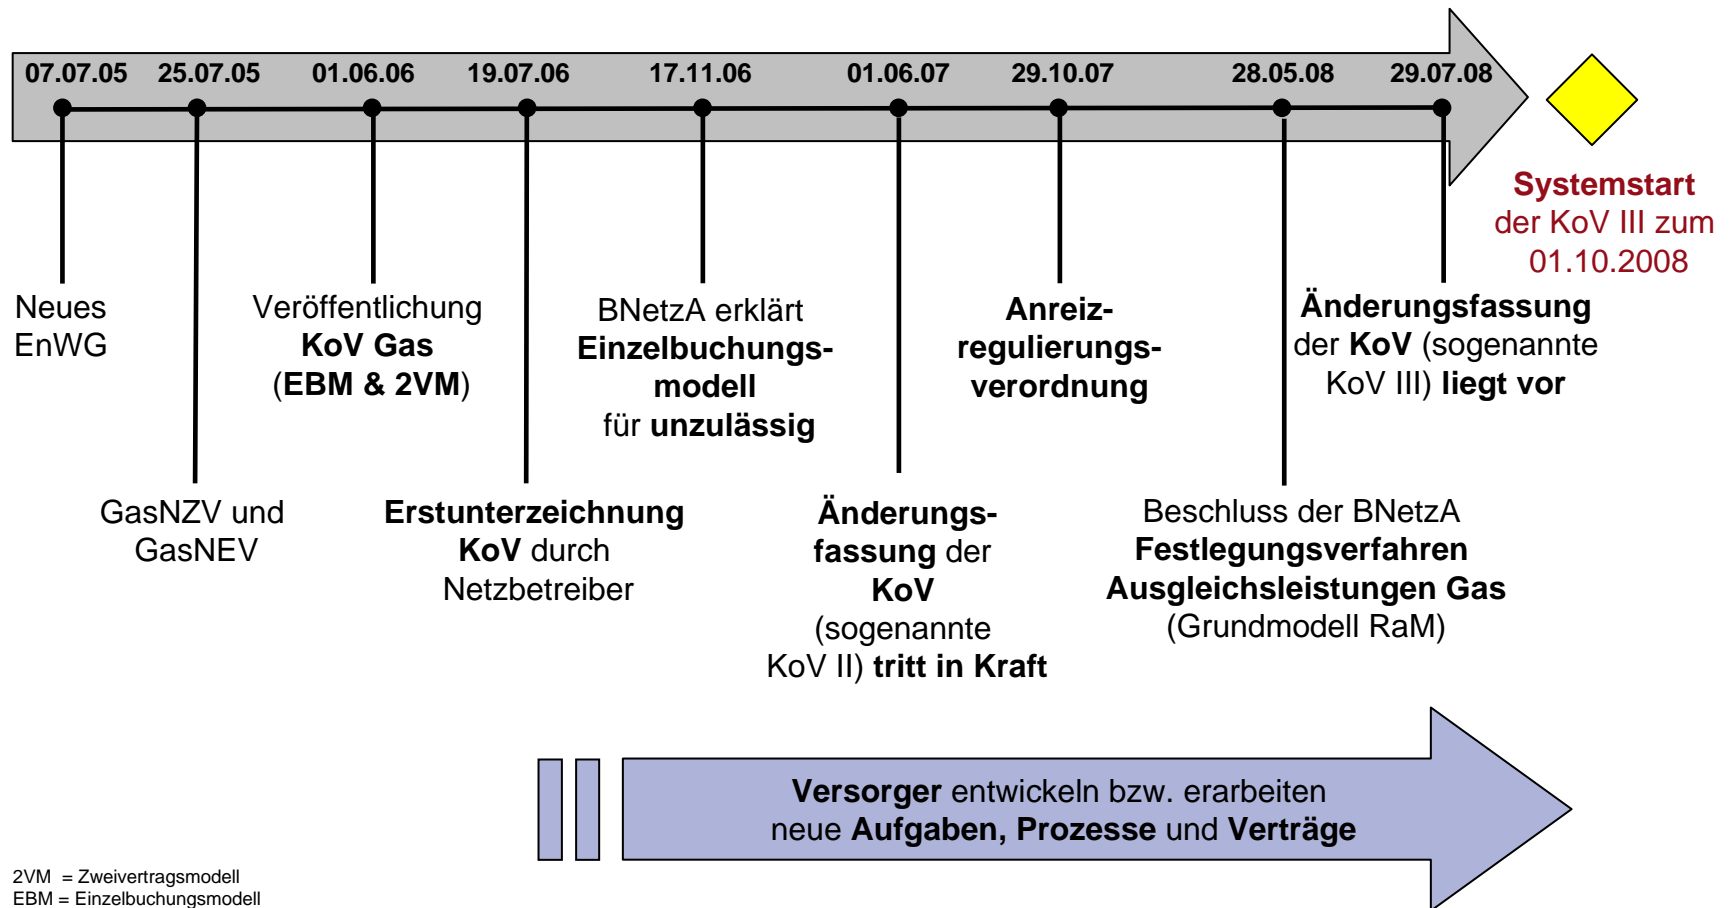 07.07.05 25.07.05 01.06.06 19.07.06 17.11.06 01.06.07 29.10.07 28.05.08 29.07.08
Systemstart
der KoV III zum
01.10.2008
Neues
EnWG
Veröffentlichung
KoV Gas
(EBM & 2VM)
BNetzA erklärt
Einzelbuchungs-
modell
für unzulässig
Anreiz-
regulierungs-
verordnung
Änderungsfassung
der KoV (sogenannte
KoV III) liegt vor
GasNZV und
GasNEV
Erstunterzeichnung
KoV durch
Netzbetreiber
Änderungs-
fassung der
KoV
(sogenannte
KoV II) tritt in Kraft
Beschluss der BNetzA
Festlegungsverfahren
Ausgleichsleistungen Gas
(Grundmodell RaM)
Versorger entwickeln bzw. erarbeiten
neue Aufgaben, Prozesse und Verträge
2VM = Zweivertragsmodell
EBM = Einzelbuchungsmodell